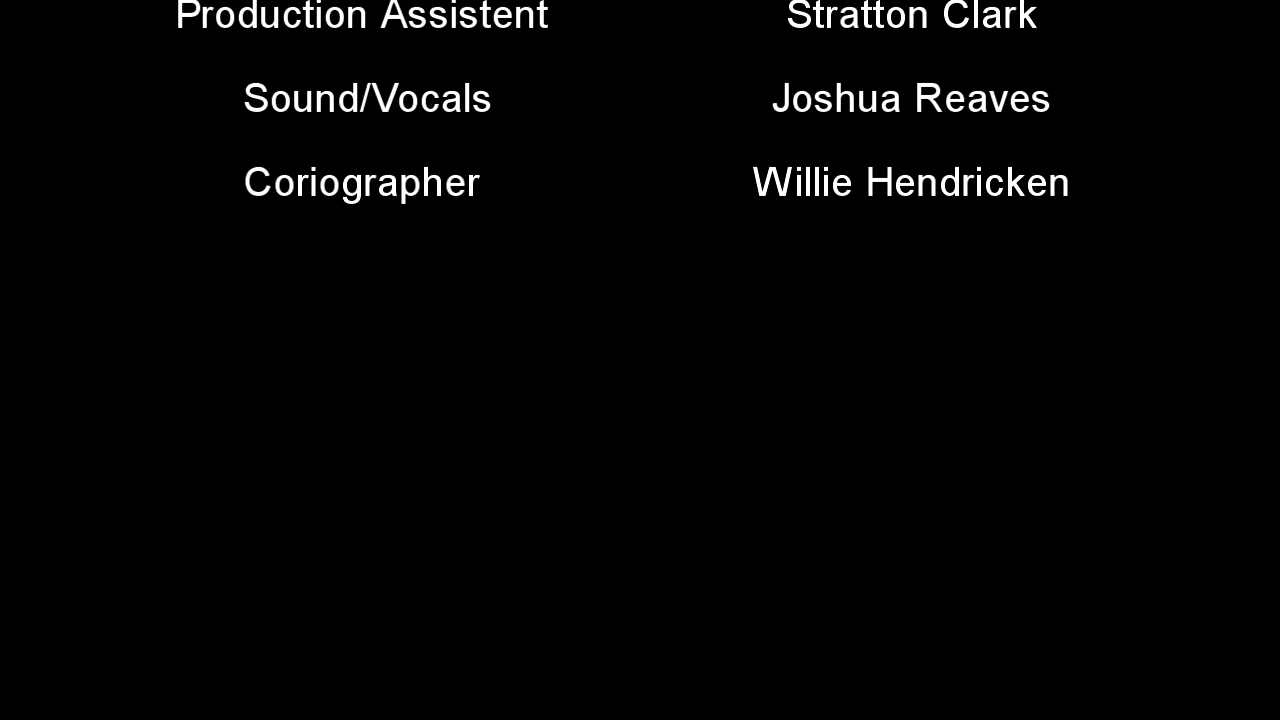 Production Assistent Stratton Clark
Sound/Vocals Joshua Reaves
Coriographer Willie Hendricken